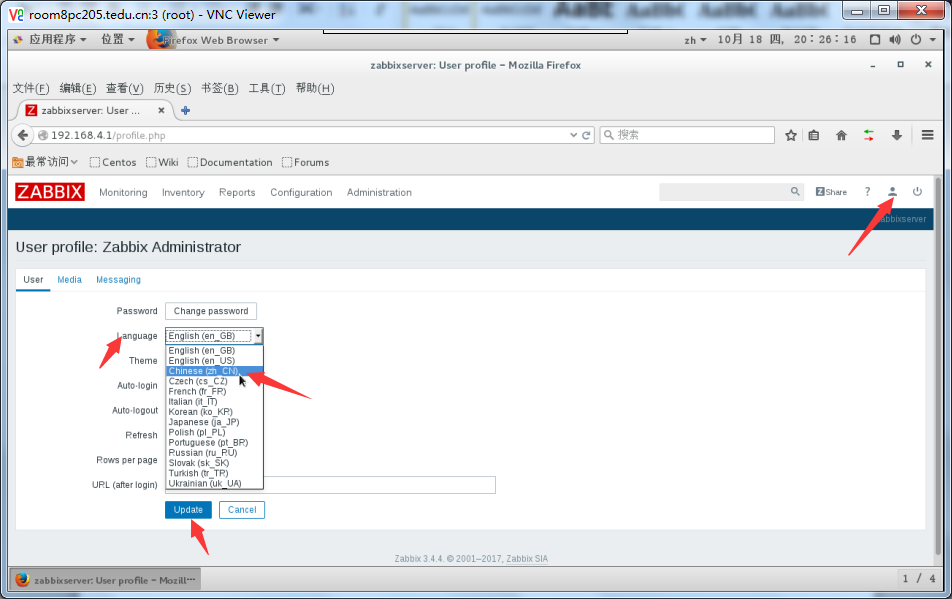 room8pc205.tedu.cn:3 (root) - VNC Viewer
应用程序 位置 Firefox Web Browser zh 10月 18 四, 20∶26∶16
zabbixserver: User profile - Mozilla Firefox
文件(F) 编辑(E) 查看(V) 历史(S) 书签(B) 工具(T) 帮助(H)
Z zabbixserver: User ...
192.168.4.1/profile.php 搜索
最常访问 Centos Wiki Documentation Forums
ZABBIX Monitoring Inventory Reports Configuration Administration Z Share ?
zabbixserver
User profile: Zabbix Administrator
User Media Messaging
Password Change password
Language English (en_GB)
English (en_GB)
Theme English (en_US)
Chinese (zh_CN)
Auto-login Czech (cs_CZ)
French (fr_FR)
Italian (it_IT)
Auto-logout Korean (ko_KR)
Japanese (ja_JP)
Refresh Polish (pl_PL)
Portuguese (pt_BR)
Russian (ru_RU)
Rows per page Slovak (sk_SK)
Turkish (tr_TR)
URL (after login) Ukrainian (uk_UA)
Update Cancel
Zabbix 3.4.4. © 2001–2017, Zabbix SIA
zabbixserver: User profile - Mozill··· 1 / 4